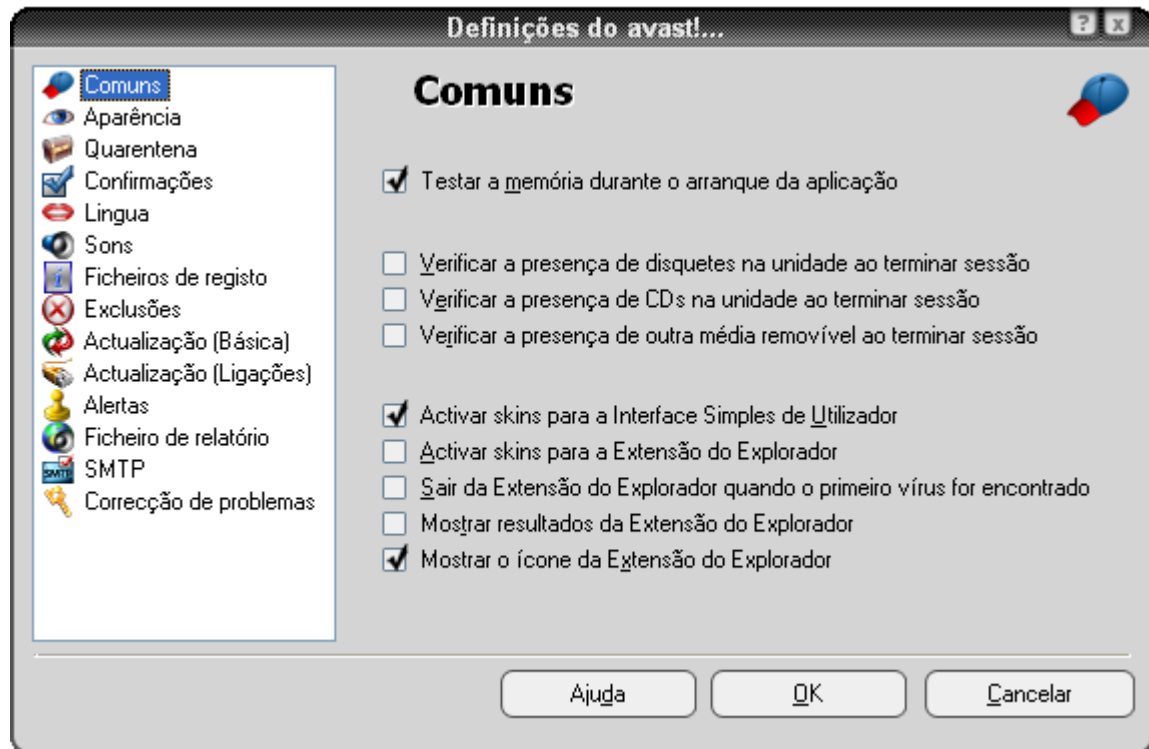 Definições do avast!...
Comuns
Aparência
Quarentena
Confirmações
Lingua
Sons
Ficheiros de registo
Exclusões
Actualização (Básica)
Actualização (Ligações)
Alertas
Ficheiro de relatório
SMTP
Correcção de problemas
Comuns
Testar a memória durante o arranque da aplicação
Verificar a presença de disquetes na unidade ao terminar sessão
Verificar a presença de CDs na unidade ao terminar sessão
Verificar a presença de outra média removível ao terminar sessão
Activar skins para a Interface Simples de Utilizador
Activar skins para a Extensão do Explorador
Sair da Extensão do Explorador quando o primeiro vírus for encontrado
Mostrar resultados da Extensão do Explorador
Mostrar o ícone da Extensão do Explorador
Ajuda
OK
Cancelar